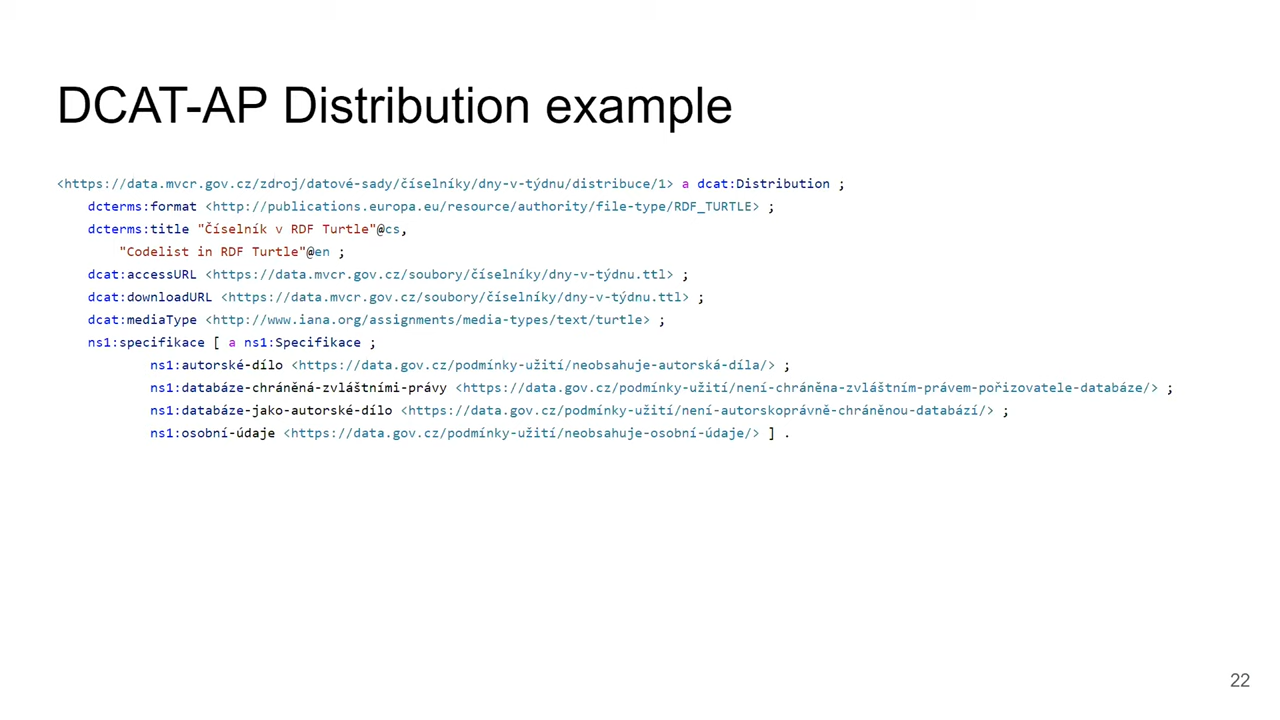 DCAT-AP Distribution example
<https://data.mvcr.gov.cz/zdroj/datové-sady/číselníky/dny-v-týdnu/distribuce/1> a dcat:Distribution ;
dcterms:format <http://publications.europa.eu/resource/authority/file-type/RDF_TURTLE> ;
dcterms:title "Číselník v RDF Turtle"@cs,
"Codelist in RDF Turtle"@en ;
dcat:accessURL <https://data.mvcr.gov.cz/soubory/číselníky/dny-v-týdnu.ttl> ;
dcat:downloadURL <https://data.mvcr.gov.cz/soubory/číselníky/dny-v-týdnu.ttl> ;
dcat:mediaType <http://www.iana.org/assignments/media-types/text/turtle> ;
ns1:specifikace [ a ns1:Specifikace ;
ns1:autorské-dílo <https://data.gov.cz/podmínky-užití/neobsahuje-autorská-díla/> ;
ns1:databáze-chráněná-zvláštními-právy <https://data.gov.cz/podmínky-užití/není-chráněna-zvláštním-právem-pořizovatele-databáze/> ;
ns1:databáze-jako-autorské-dílo <https://data.gov.cz/podmínky-užití/není-autorskoprávně-chráněnou-databází/> ;
ns1:osobní-údaje <https://data.gov.cz/podmínky-užití/neobsahuje-osobní-údaje/> ] .
22